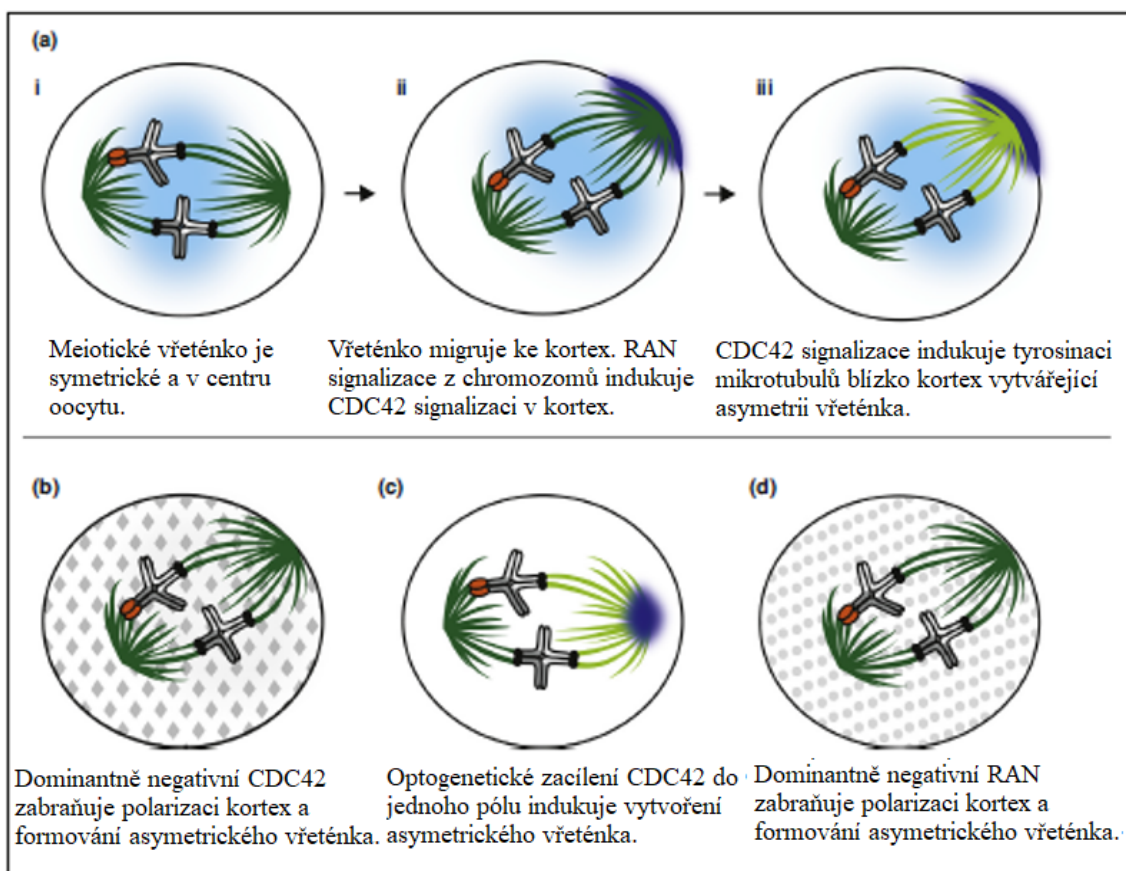 (a)
i
ii
iii
Meiotické vřeténko je
symetrické a v centru
oocytu.
Vřeténko migruje ke kortex. RAN
signalizace z chromozomů indukuje
CDC42 signalizaci v kortex.
CDC42 signalizace indukuje tyrosinaci
mikrotubulů blízko kortex vytvářející
asymetrii vřeténka.
(b)
(c)
(d)
Dominantně negativní CDC42
zabraňuje polarizaci kortex a
formování asymetrického vřeténka.
Optogenetické zacílení CDC42 do
jednoho pólu indukuje vytvoření
asymetrického vřeténka.
Dominantně negativní RAN
zabraňuje polarizaci kortex a
formování asymetrického vřeténka.